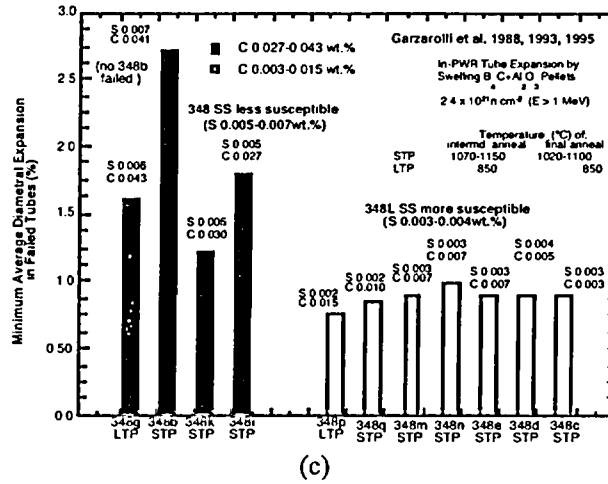 3.0
2.5
2.0
1.5
1.0
0.50
0.0
Minimum Average Diametral Expansion
in Failed Tubes (%)
S 0 007
C 0 041
(no 348b
failed)
C 0 027-0 043 wt.%
C 0 003-0 015 wt.%
Garzarolli et al. 1988, 1993, 1995
In-PWR Tube Expansion by
Swelling B C+Al O Pellets
4 2 3
(E > 1 MeV)
348 SS less susceptible
(S 0.005-0.007wt.%)
Temperature (°C) of:
intermd anneal final anneal
STP 1070-1150 1020-1100
LTP 850 850
S 0 006
C 0 043
S 0 005
C 0 030
S 0 005
C 0 027
348L SS more susceptible
(S 0.003-0.004wt.%)
S 0 002
C 0 015
S 0 002
C 0 010
S 0 003
C 0 007
S 0 003
C 0 007
S 0 003
C 0 007
S 0 004
C 0 005
S 0 003
C 0 003
348b 348k 348p 348q 348m 348n 348e 348d 348c
LTP STP STP STP LTP STP STP STP STP STP STP
(c)